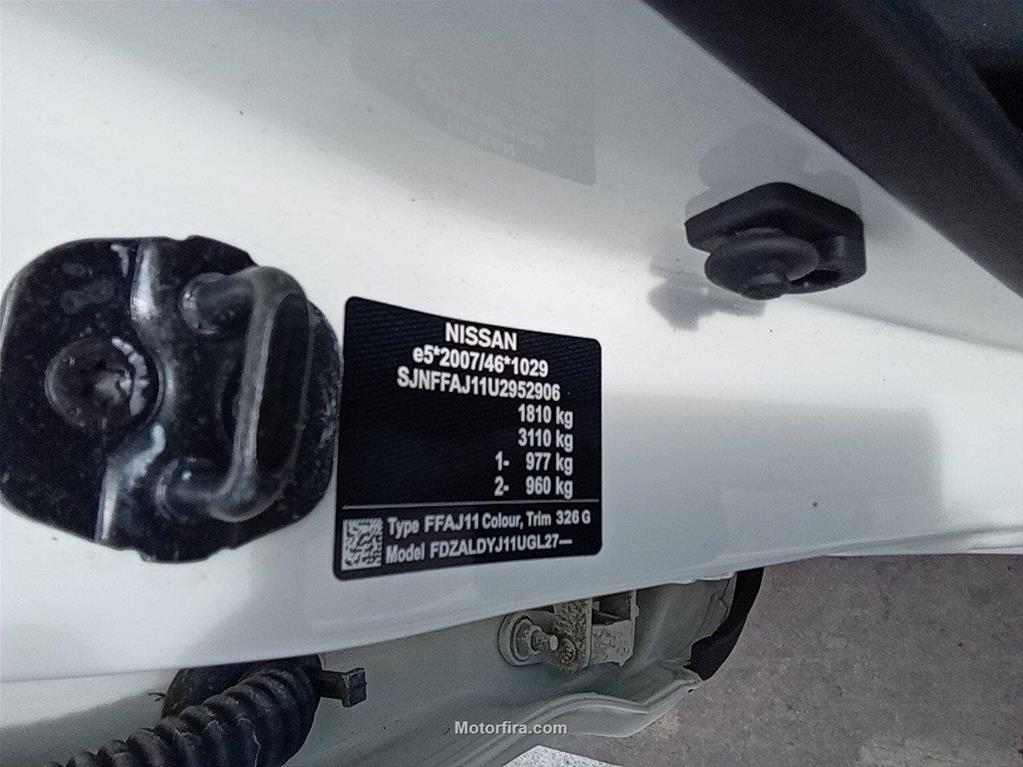 NISSAN
e5*2007/46*1029
SJNFFAJ11U2952906
1810 kg
3110 kg
1- 977 kg
2- 960 kg
Type FFAJ11 Colour, Trim 326 G
Model FDZALDYJ11UGL27—
Motorfira.com